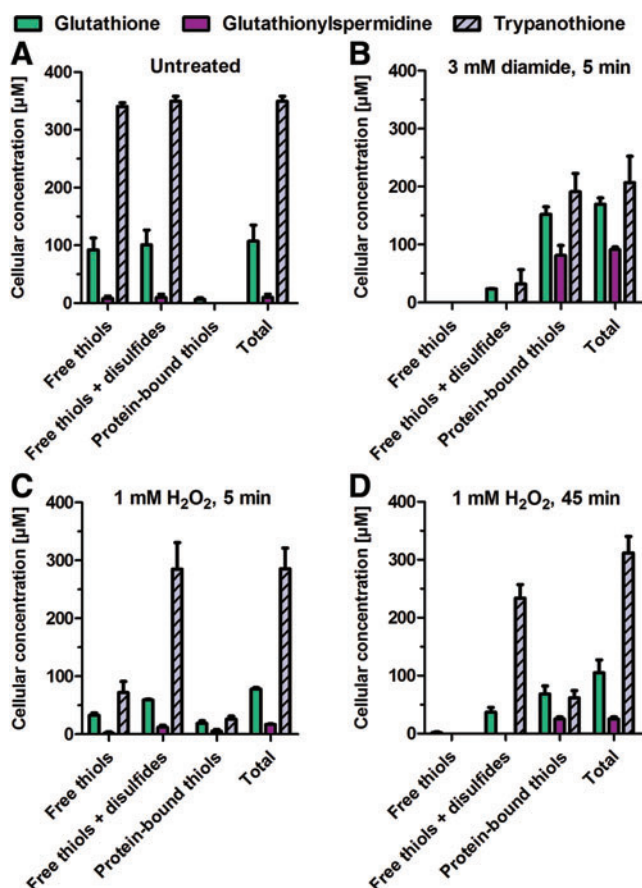 Glutathione Glutathionylspermidine Trypanothione
A
Untreated
Cellular concentration [µM]
400
300
200
100
0
Free thiols
Free thiols + disulfides
Protein-bound thiols
Total
B
3 mM diamide, 5 min
Cellular concentration [µM]
400
300
200
100
0
Free thiols
Free thiols + disulfides
Protein-bound thiols
Total
C
1 mM H₂O₂, 5 min
Cellular concentration [µM]
400
300
200
100
0
Free thiols
Free thiols + disulfides
Protein-bound thiols
Total
D
1 mM H₂O₂, 45 min
Cellular concentration [µM]
400
300
200
100
0
Free thiols
Free thiols + disulfides
Protein-bound thiols
Total